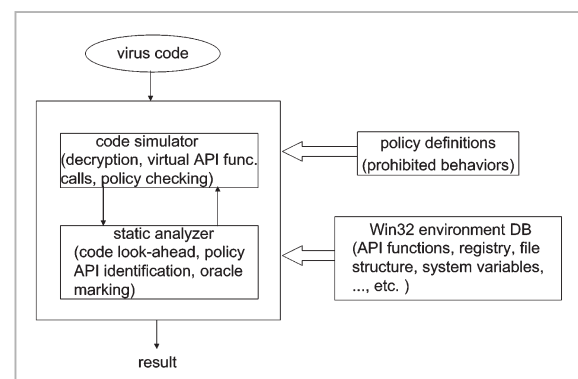 virus code
code simulator
(decryption, virtual API func.
calls, policy checking)
policy definitions
(prohibited behaviors)
static analyzer
(code look-ahead, policy
API identification, oracle
marking)
Win32 environment DB
(API functions, registry, file
structure, system variables,
..., etc. )
result